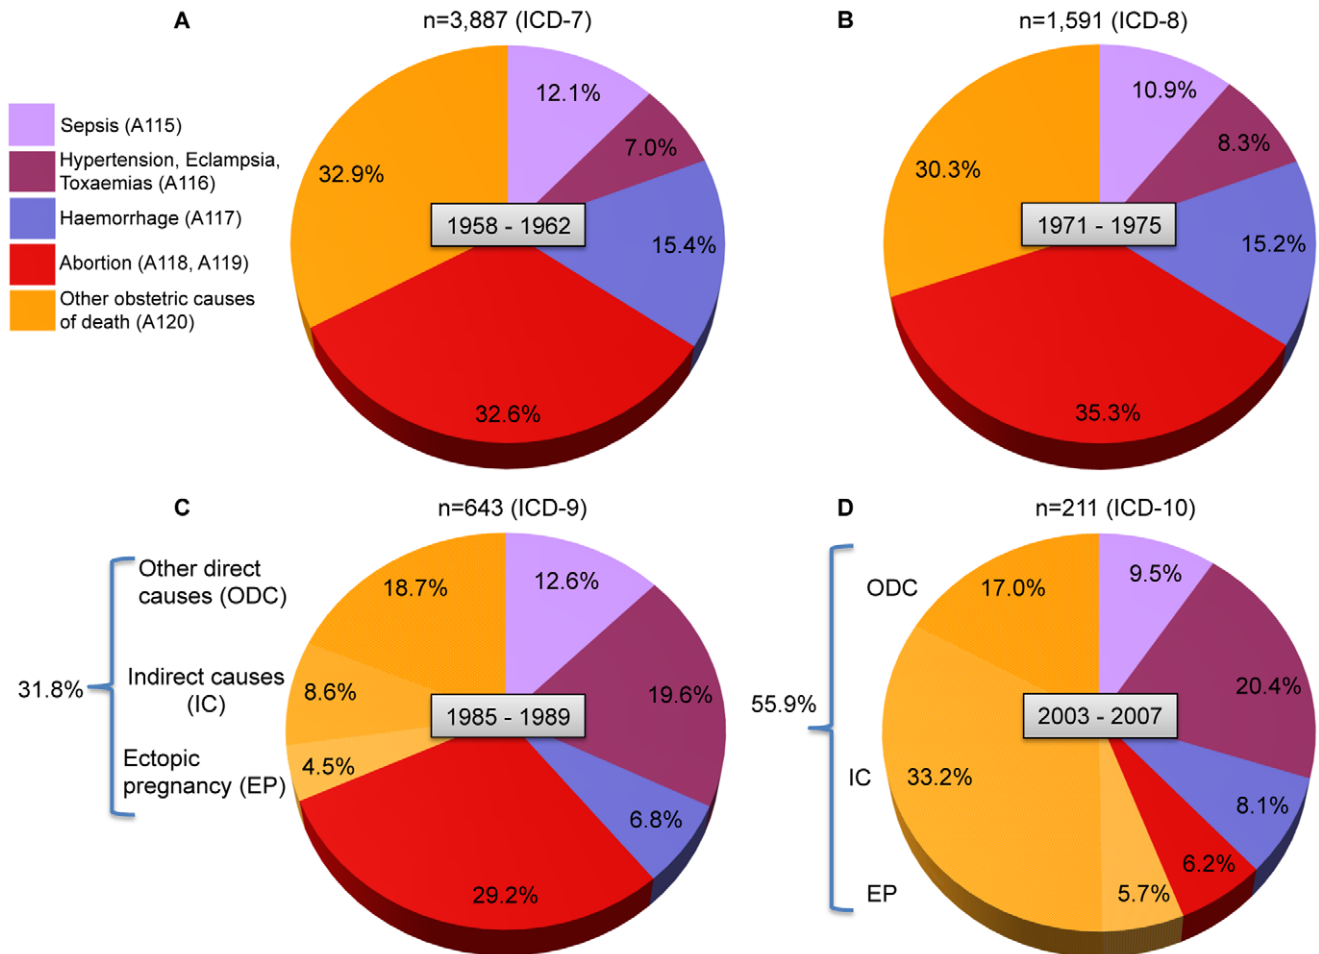 A
n=3,887 (ICD-7)
B
n=1,591 (ICD-8)
Sepsis (A115)
Hypertension, Eclampsia,
Toxaemias (A116)
Haemorrhage (A117)
Abortion (A118, A119)
Other obstetric causes
of death (A120)
12.1%
7.0%
15.4%
32.6%
32.9%
1958 - 1962
10.9%
8.3%
15.2%
35.3%
30.3%
1971 - 1975
C
n=643 (ICD-9)
D
n=211 (ICD-10)
31.8%
Other direct
causes (ODC)
Indirect causes
(IC)
Ectopic
pregnancy (EP)
12.6%
19.6%
6.8%
29.2%
4.5%
8.6%
18.7%
1985 - 1989
55.9%
ODC
IC
EP
9.5%
20.4%
8.1%
6.2%
5.7%
33.2%
17.0%
2003 - 2007